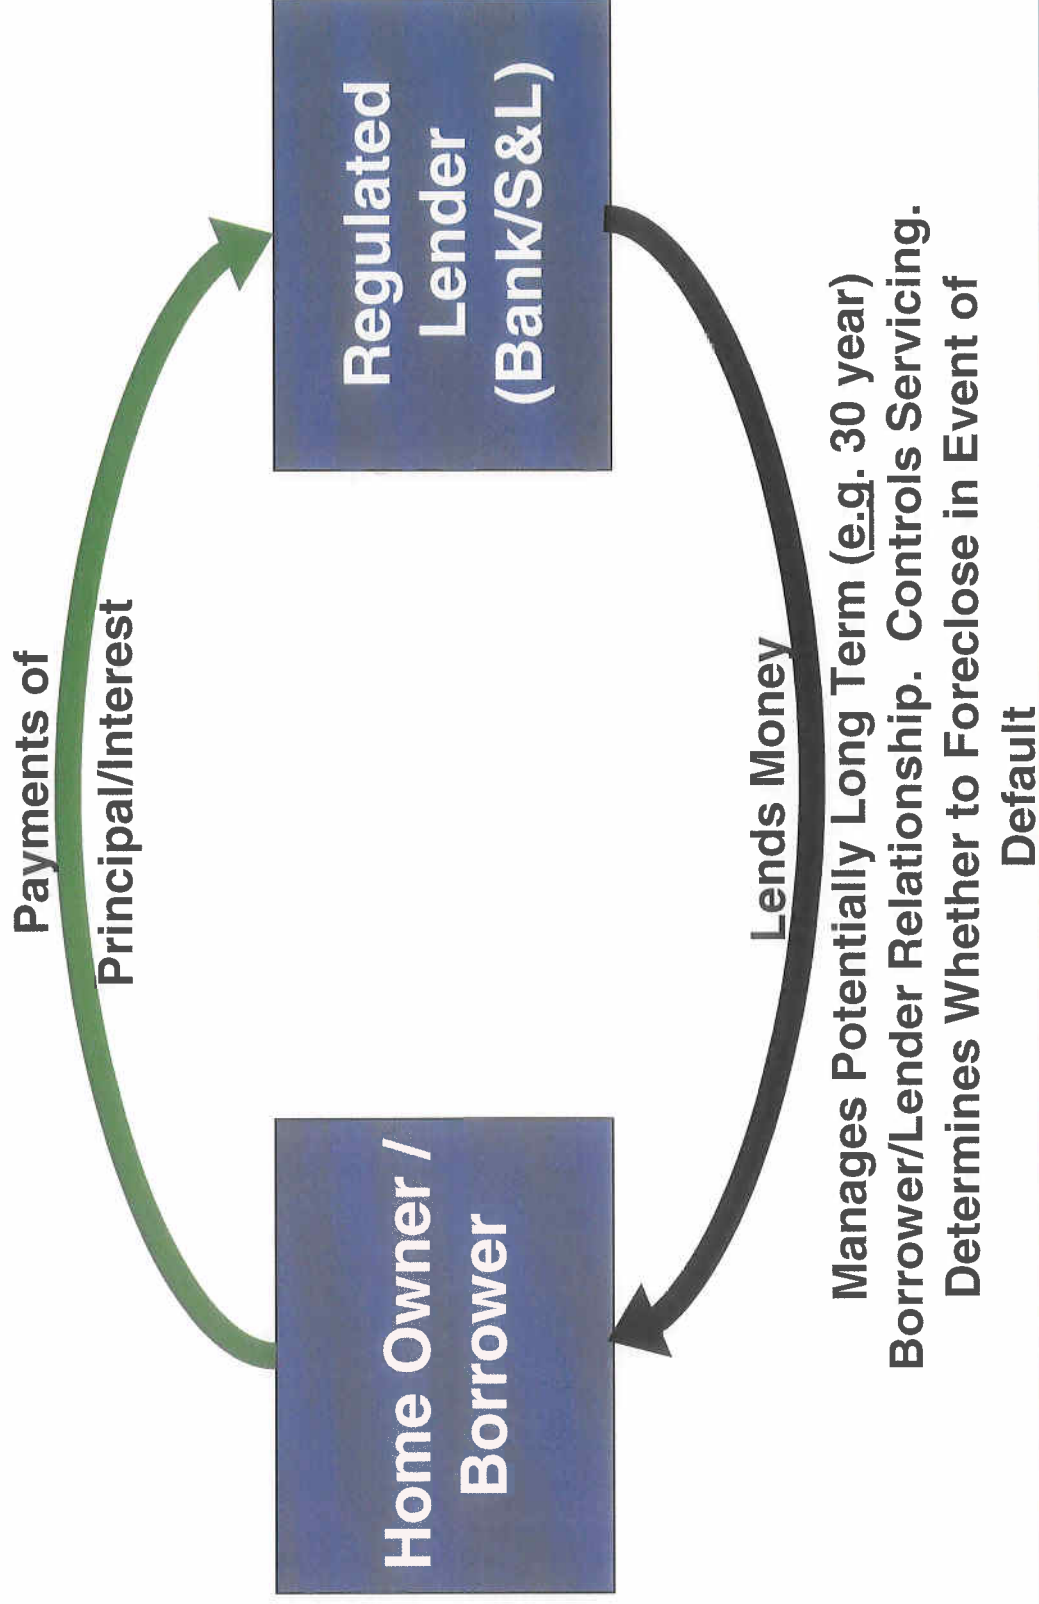 Payments of
Principal/Interest
Home Owner /
Borrower
Regulated
Lender
(Bank/S&L)
Lends Money
Manages Potentially Long Term (e.g. 30 year)
Borrower/Lender Relationship.  Controls Servicing.
Determines Whether to Foreclose in Event of
Default